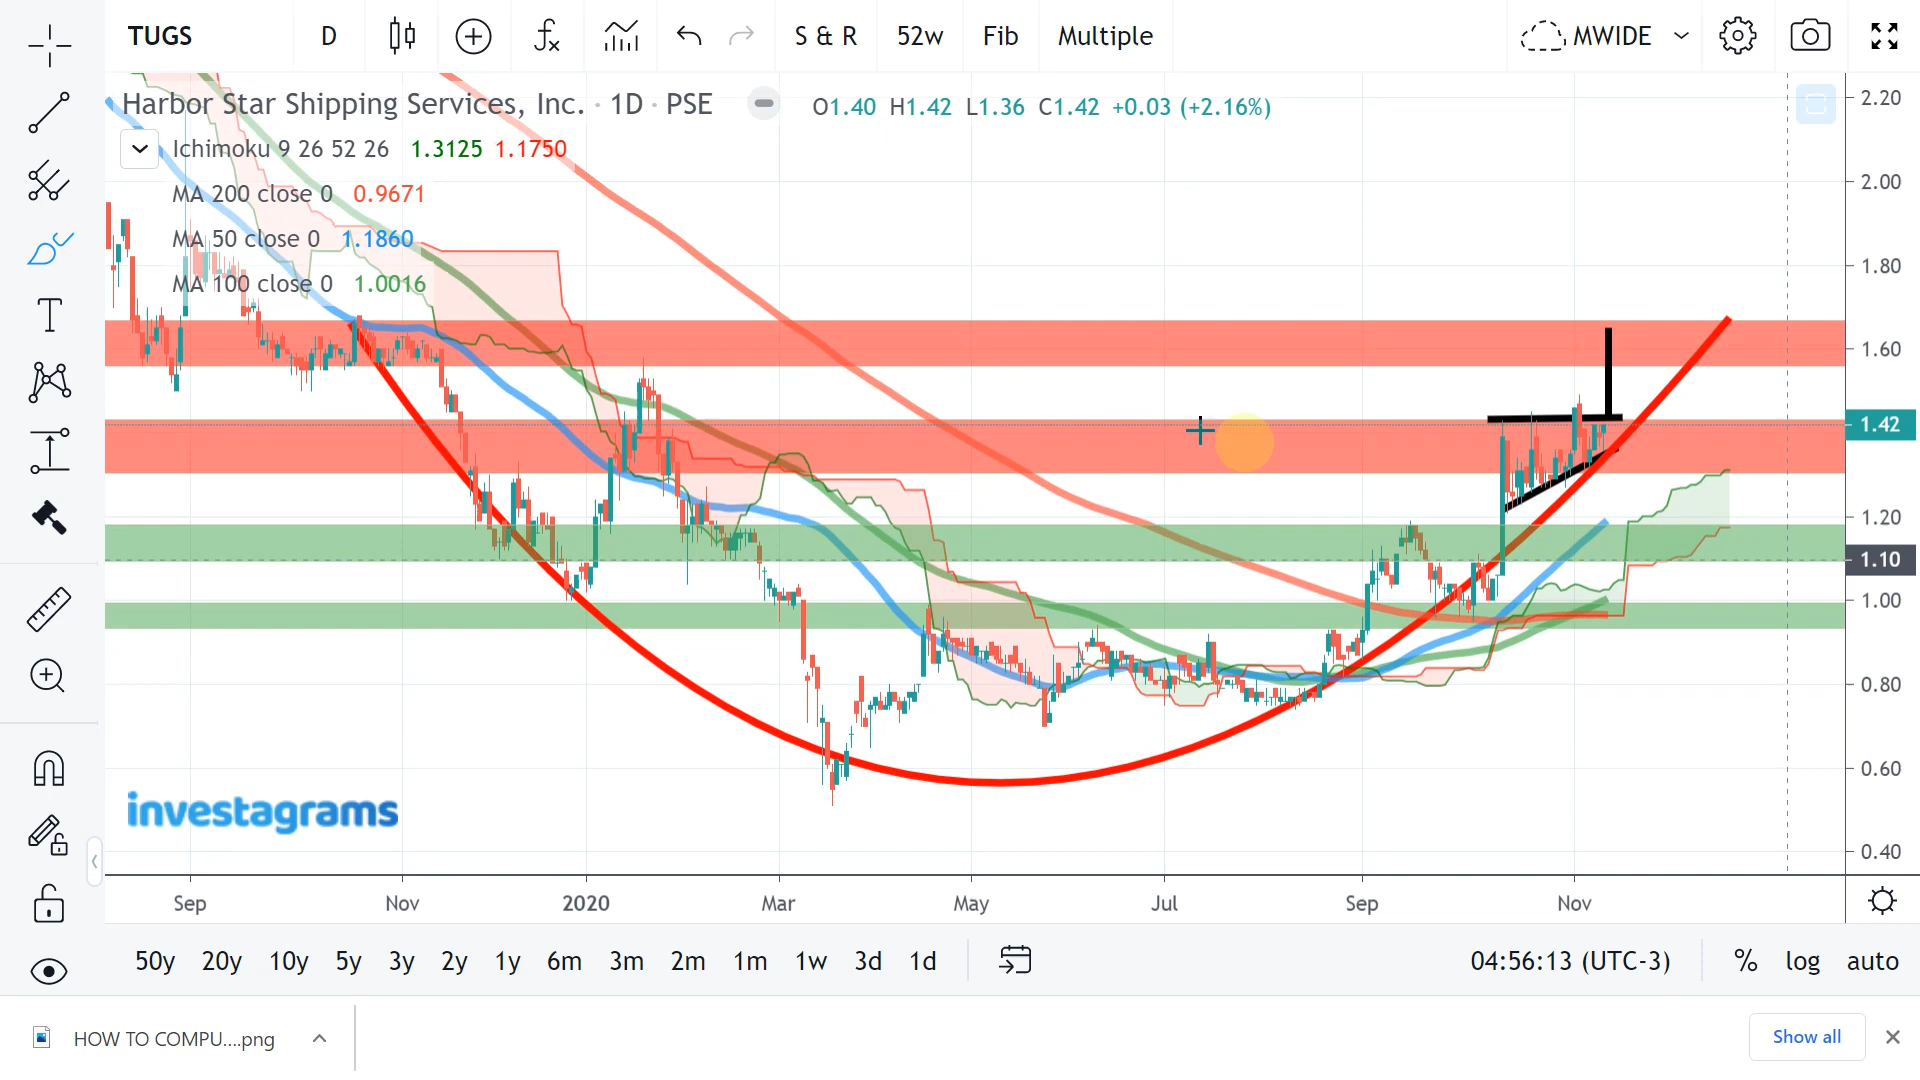 TUGS D S & R 52w Fib Multiple MWIDE
Harbor Star Shipping Services, Inc. · 1D · PSE O1.40 H1.42 L1.36 C1.42 +0.03 (+2.16%)
Ichimoku 9 26 52 26 1.3125 1.1750
MA 200 close 0 0.9671
MA 50 close 0 1.1860
MA 100 close 0 1.0016
2.20
2.00
1.80
1.60
1.42
1.20
1.10
1.00
0.80
0.60
0.40
investagrams
Sep Nov 2020 Mar May Jul Sep Nov
50y 20y 10y 5y 3y 2y 1y 6m 3m 2m 1m 1w 3d 1d 04:56:13 (UTC-3) % log auto
HOW TO COMPU....png Show all